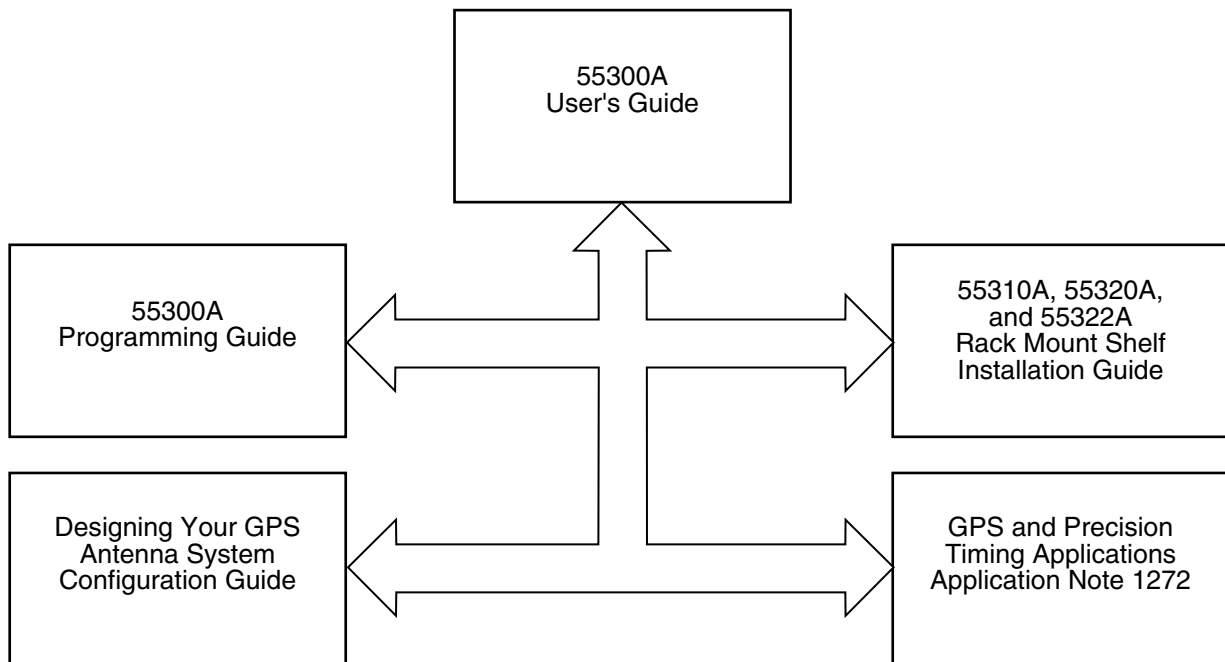 55300A
User's Guide
55300A
Programming Guide
55310A, 55320A,
and 55322A
Rack Mount Shelf
Installation Guide
Designing Your GPS
Antenna System
Configuration Guide
GPS and Precision
Timing Applications
Application Note 1272